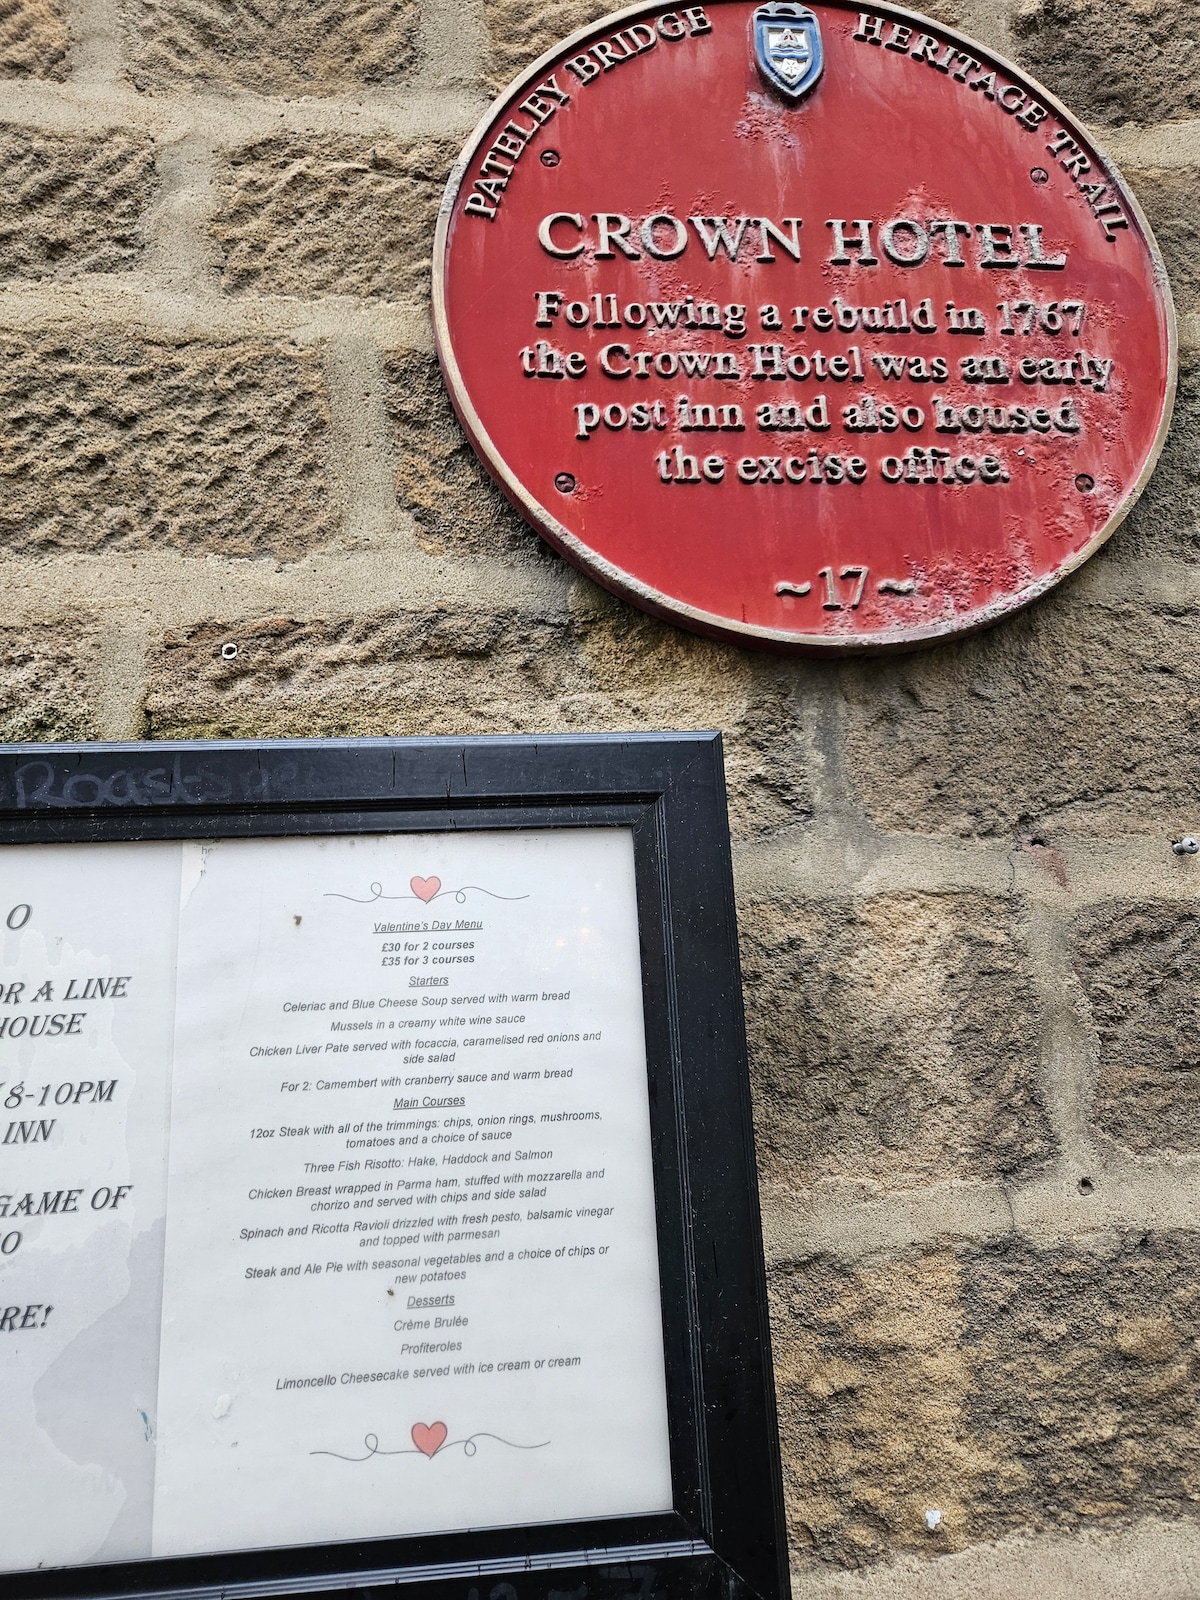 PATELEY BRIDGE HERITAGE TRAIL
CROWN HOTEL
Following a rebuild in 1767
the Crown Hotel was an early
post inn and also housed
the excise office.
~17~
Roast
he
O
OR A LINE
HOUSE
8-10PM
INN
GAME OF
O
RE!
Valentine's Day Menu
£30 for 2 courses
£35 for 3 courses
Starters
Celeriac and Blue Cheese Soup served with warm bread
Mussels in a creamy white wine sauce
Chicken Liver Pate served with focaccia, caramelised red onions and
side salad
For 2: Camembert with cranberry sauce and warm bread
Main Courses
12oz Steak with all of the trimmings: chips, onion rings, mushrooms,
tomatoes and a choice of sauce
Three Fish Risotto: Hake, Haddock and Salmon
Chicken Breast wrapped in Parma ham, stuffed with mozzarella and
chorizo and served with chips and side salad
Spinach and Ricotta Ravioli drizzled with fresh pesto, balsamic vinegar
and topped with parmesan
Steak and Ale Pie with seasonal vegetables and a choice of chips or
new potatoes
Desserts
Crème Brulée
Profiteroles
Limoncello Cheesecake served with ice cream or cream